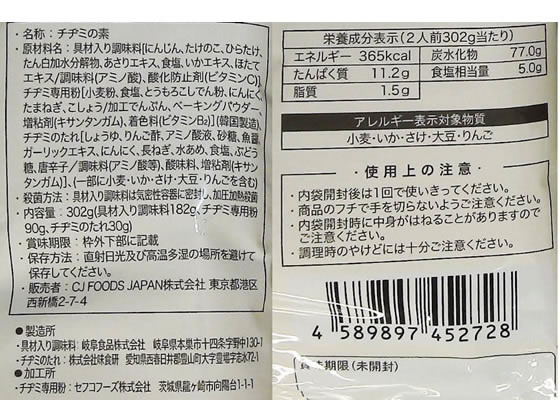 ・名称：チヂミの素
・原材料名：具材入り調味料[にんじん、たけのこ、ひらたけ、
たん白加水分解物、あさりエキス、食塩、いかエキス、ほたて
エキス/調味料(アミノ酸)、酸化防止剤(ビタミンC)]、
チヂミ専用粉[小麦粉、食塩、とうもろこしでん粉、にんにく、
たまねぎ、こしょう/加工でんぷん、ベーキングパウダー、
増粘剤(キサンタンガム)、着色料(ビタミンB₂)](韓国製造)、
チヂミのたれ[しょうゆ、りんご酢、アミノ酸液、砂糖、魚醤、
ガーリックエキス、にんにく、長ねぎ、水あめ、食塩、ぶどう
糖、唐辛子／調味料(アミノ酸等)、酸味料、増粘剤(キサン
タンガム)]、(一部に小麦・いか・さけ・大豆・りんごを含む)
・殺菌方法：具材入り調味料は気密性容器に密封し、加圧加熱殺菌
・内容量：302g(具材入り調味料182g、チヂミ専用粉
90g、チヂミのたれ30g)
・賞味期限：枠外下部に記載
・保存方法：直射日光及び高温多湿の場所を避けて
保存してください。
・販売者：CJ FOODS JAPAN株式会社 東京都港区
西新橋2-7-4
●製造所
・具材入り調味料：岐阜食品株式会社 岐阜県本巣市十四条字野中130-1
・チヂミのたれ：株式会社味食研 愛知県西春日井郡豊山町大字豊場字志水72-1
●加工所
・チヂミ専用粉：セフコフーズ株式会社 茨城県龍ヶ崎市向陽台1-1-1
栄養成分表示(2人前302g当たり)
エネルギー 365kcal 炭水化物 77.0g
たんぱく質 11.2g 食塩相当量 5.0g
脂質 1.5g
アレルギー表示対象物質
小麦・いか・さけ・大豆・りんご
・使用上の注意・
・内袋開封後は1回で使いきってください。
・商品のフチで手を切らないようご注意ください。
・内袋開封時に中身がはねることがありますので
ご注意ください。
・調理時のやけどには十分ご注意ください。
4 589897 452728
賞味期限(未開封)